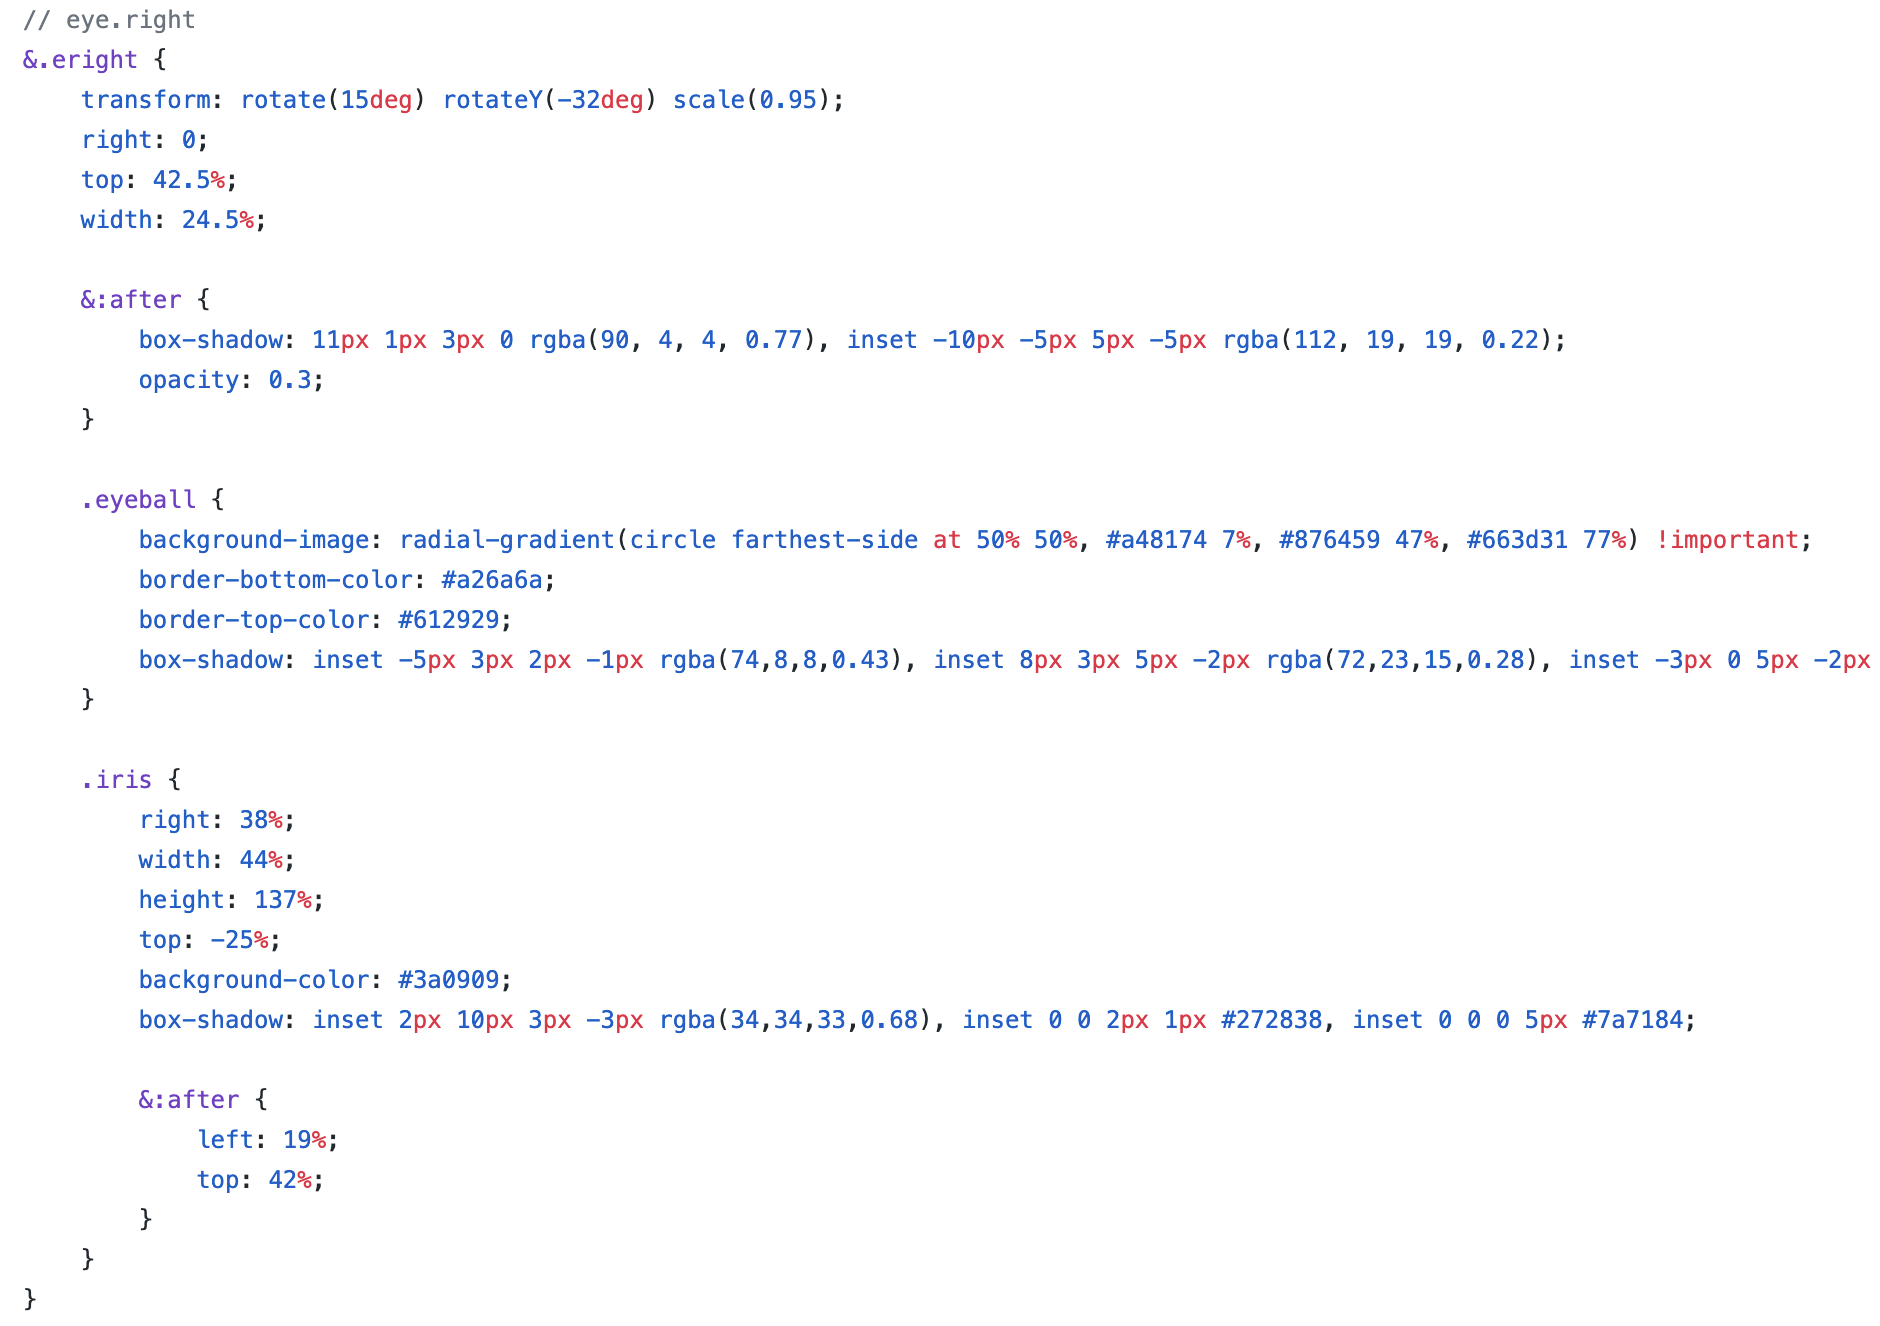 // eye.right
&.eright {
    transform: rotate(15deg) rotateY(-32deg) scale(0.95);
    right: 0;
    top: 42.5%;
    width: 24.5%;

    &:after {
        box-shadow: 11px 1px 3px 0 rgba(90, 4, 4, 0.77), inset -10px -5px 5px -5px rgba(112, 19, 19, 0.22);
        opacity: 0.3;
    }

    .eyeball {
        background-image: radial-gradient(circle farthest-side at 50% 50%, #a48174 7%, #876459 47%, #663d31 77%) !important;
        border-bottom-color: #a26a6a;
        border-top-color: #612929;
        box-shadow: inset -5px 3px 2px -1px rgba(74,8,8,0.43), inset 8px 3px 5px -2px rgba(72,23,15,0.28), inset -3px 0 5px -2px
    }

    .iris {
        right: 38%;
        width: 44%;
        height: 137%;
        top: -25%;
        background-color: #3a0909;
        box-shadow: inset 2px 10px 3px -3px rgba(34,34,33,0.68), inset 0 0 2px 1px #272838, inset 0 0 0 5px #7a7184;

        &:after {
            left: 19%;
            top: 42%;
        }
    }
}